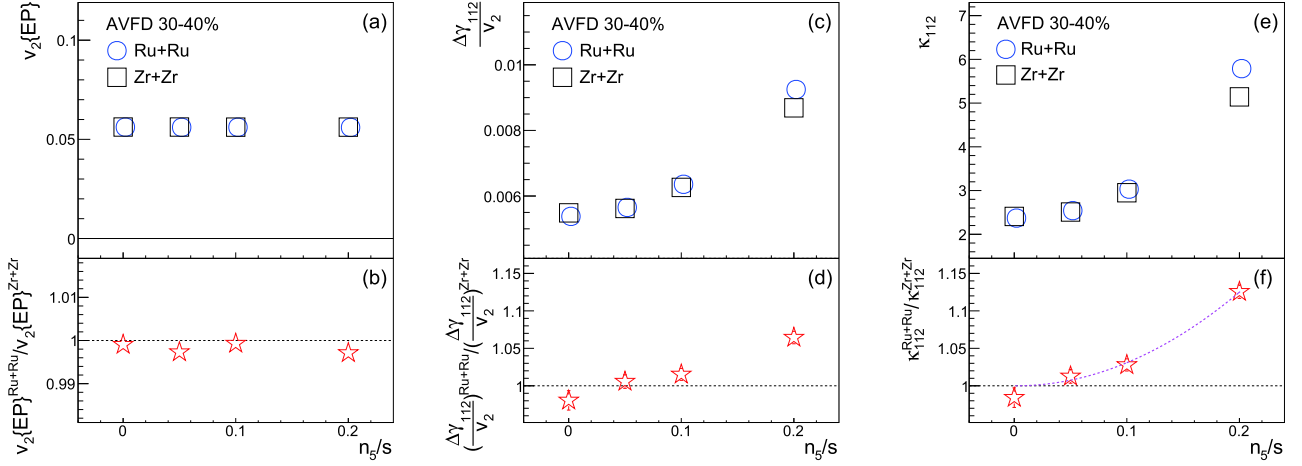 v2{EP}
0.1
0.05
0
AVFD 30-40%
Ru+Ru
Zr+Zr
(a)
v2{EP}^Ru+Ru/v2{EP}^Zr+Zr
1.01
1
0.99
(b)
0
0.1
0.2
n5/s
Δγ112
v2
0.01
0.008
0.006
AVFD 30-40%
Ru+Ru
Zr+Zr
(c)
(Δγ112/v2)^Ru+Ru/(Δγ112/v2)^Zr+Zr
1.15
1.1
1.05
1
(d)
0
0.1
0.2
n5/s
κ112
7
6
5
4
3
2
AVFD 30-40%
Ru+Ru
Zr+Zr
(e)
κ112^Ru+Ru/κ112^Zr+Zr
1.15
1.1
1.05
1
(f)
0
0.1
0.2
n5/s